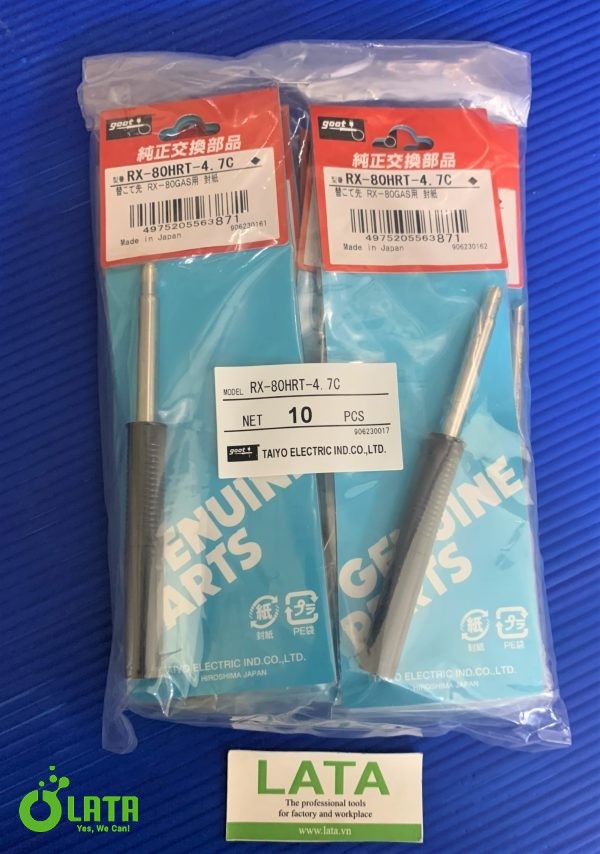 goot
純正交換部品
型番 RX-80HRT-4.7C
替こて先 RX-80GAS用 封紙
4975205563871
Made in Japan
906230161
goot
純正交換部品
型番 RX-80HRT-4.7C
替こて先 RX-80GAS用 封紙
4975205563871
Made in Japan
906230162
MODEL RX-80HRT-4.7C
NET 10 PCS
906230017
goot TAIYO ELECTRIC IND.CO.,LTD.
ENUINE
ARTS
紙
封紙
プラ
PE袋
TAIYO ELECTRIC IND.CO.,LTD.
HIROSHIMA JAPAN
GENUINE
PARTS
紙
封紙
プラ
PE袋
TAIYO ELECTRIC IND.CO.,LTD.
HIROSHIMA JAPAN
LATA
The professional tools
for factory and workplace
www.lata.vn
LATA
Yes, We Can!